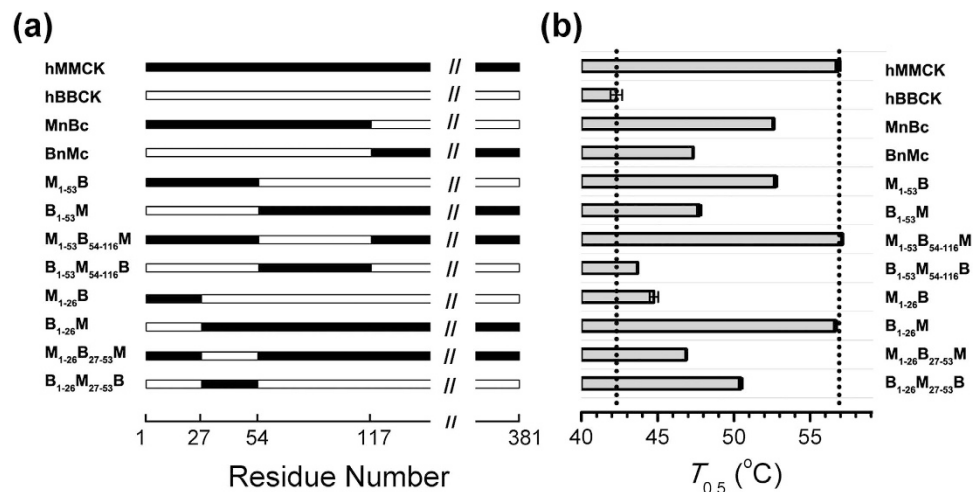 (a)
hMMCK
hBBCK
MnBc
BnMc
M₁₋₅₃B
B₁₋₅₃M
M₁₋₅₃B₅₄₋₁₁₆M
B₁₋₅₃M₅₄₋₁₁₆B
M₁₋₂₆B
B₁₋₂₆M
M₁₋₂₆B₂₇₋₅₃M
B₁₋₂₆M₂₇₋₅₃B
// //
// //
// //
// //
// //
// //
// //
// //
// //
// //
// //
// //
//
1 27 54 117 381
Residue Number
(b)
hMMCK
hBBCK
MnBc
BnMc
M₁₋₅₃B
B₁₋₅₃M
M₁₋₅₃B₅₄₋₁₁₆M
B₁₋₅₃M₅₄₋₁₁₆B
M₁₋₂₆B
B₁₋₂₆M
M₁₋₂₆B₂₇₋₅₃M
B₁₋₂₆M₂₇₋₅₃B
40 45 50 55
T₀.₅ (°C)